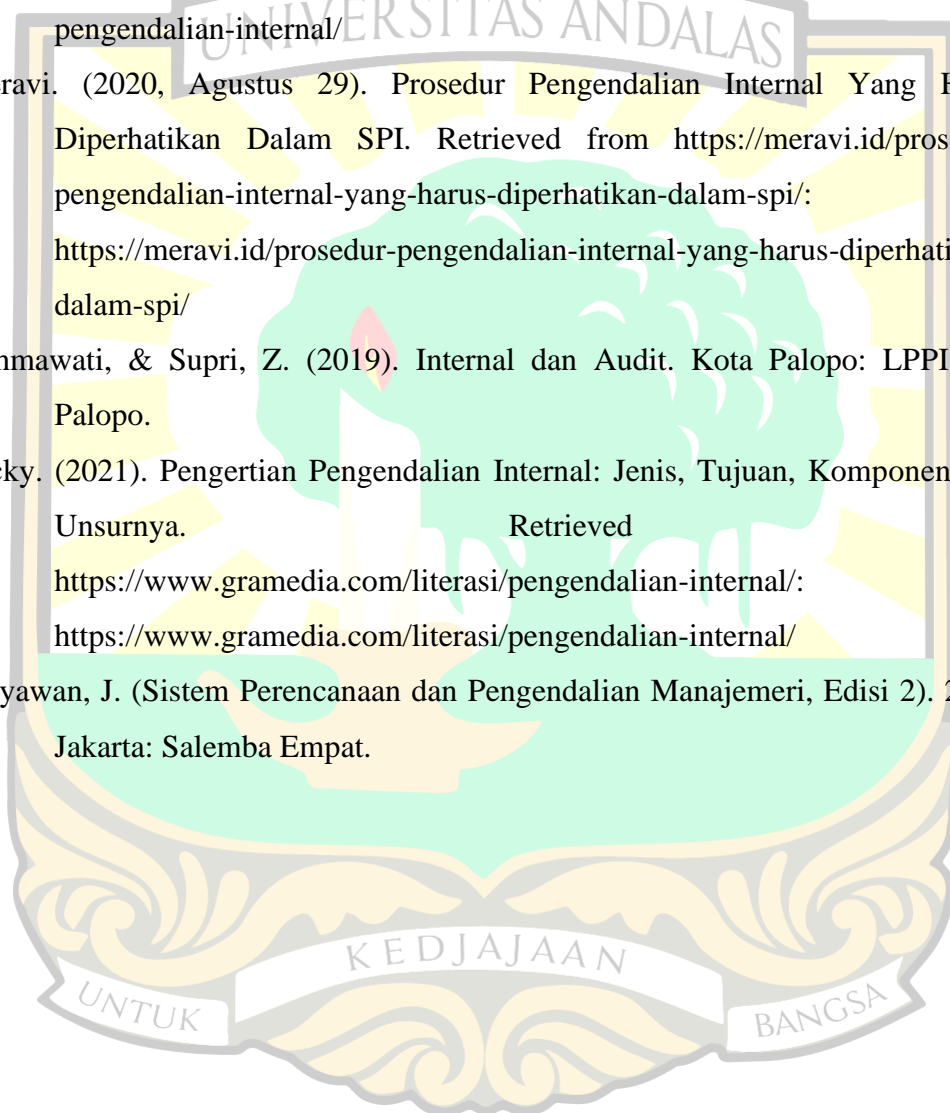 UNIVERSITAS ANDALAS
pengendalian-internal/
eravi. (2020, Agustus 29). Prosedur Pengendalian Internal Yang
Diperhatikan Dalam SPI. Retrieved from https://meravi.id/pros
pengendalian-internal-yang-harus-diperhatikan-dalam-spi/:
https://meravi.id/prosedur-pengendalian-internal-yang-harus-diperhati
dalam-spi/
hmawati, & Supri, Z. (2019). Internal dan Audit. Kota Palopo: LPPI
Palopo.
cky. (2021). Pengertian Pengendalian Internal: Jenis, Tujuan, Komponen
Unsurnya. Retrieved
https://www.gramedia.com/literasi/pengendalian-internal/:
https://www.gramedia.com/literasi/pengendalian-internal/
yawan, J. (Sistem Perencanaan dan Pengendalian Manajemeri, Edisi 2).
Jakarta: Salemba Empat.
KEDJAJAAN
UNTUK BANGSA